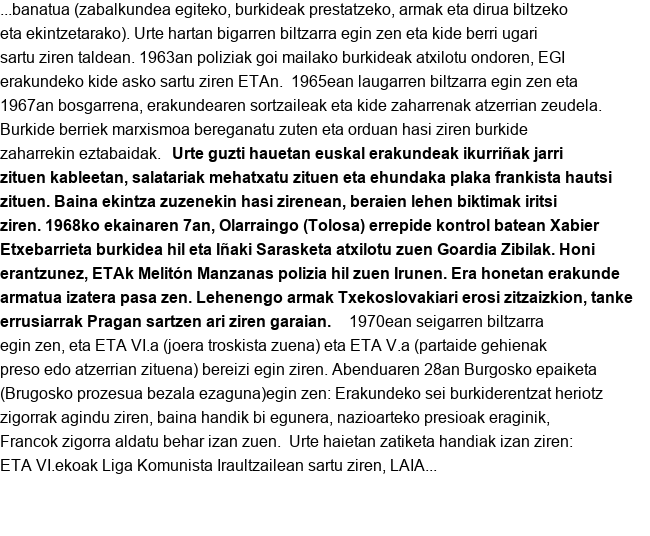 ...banatua (zabalkundea egiteko, burkideak prestatzeko, armak eta dirua biltzeko
eta ekintzetarako). Urte hartan bigarren biltzarra egin zen eta kide berri ugari
sartu ziren taldean. 1963an poliziak goi mailako burkideak atxilotu ondoren, EGI
erakundeko kide asko sartu ziren ETAn.  1965ean laugarren biltzarra egin zen eta
1967an bosgarrena, erakundearen sortzaileak eta kide zaharrenak atzerrian zeudela.
Burkide berriek marxismoa bereganatu zuten eta orduan hasi ziren burkide
zaharrekin eztabaidak.   Urte guzti hauetan euskal erakundeak ikurriñak jarri
zituen kableetan, salatariak mehatxatu zituen eta ehundaka plaka frankista hautsi
zituen. Baina ekintza zuzenekin hasi zirenean, beraien lehen biktimak iritsi
ziren. 1968ko ekainaren 7an, Olarraingo (Tolosa) errepide kontrol batean Xabier
Etxebarrieta burkidea hil eta Iñaki Sarasketa atxilotu zuen Goardia Zibilak. Honi
erantzunez, ETAk Melitón Manzanas polizia hil zuen Irunen. Era honetan erakunde
armatua izatera pasa zen. Lehenengo armak Txekoslovakiari erosi zitzaizkion, tanke
errusiarrak Pragan sartzen ari ziren garaian.    1970ean seigarren biltzarra
egin zen, eta ETA VI.a (joera troskista zuena) eta ETA V.a (partaide gehienak
preso edo atzerrian zituena) bereizi egin ziren. Abenduaren 28an Burgosko epaiketa
(Brugosko prozesua bezala ezaguna)egin zen: Erakundeko sei burkiderentzat heriotz
zigorrak agindu ziren, baina handik bi egunera, nazioarteko presioak eraginik,
Francok zigorra aldatu behar izan zuen.  Urte haietan zatiketa handiak izan ziren:
ETA VI.ekoak Liga Komunista Iraultzailean sartu ziren, LAIA...